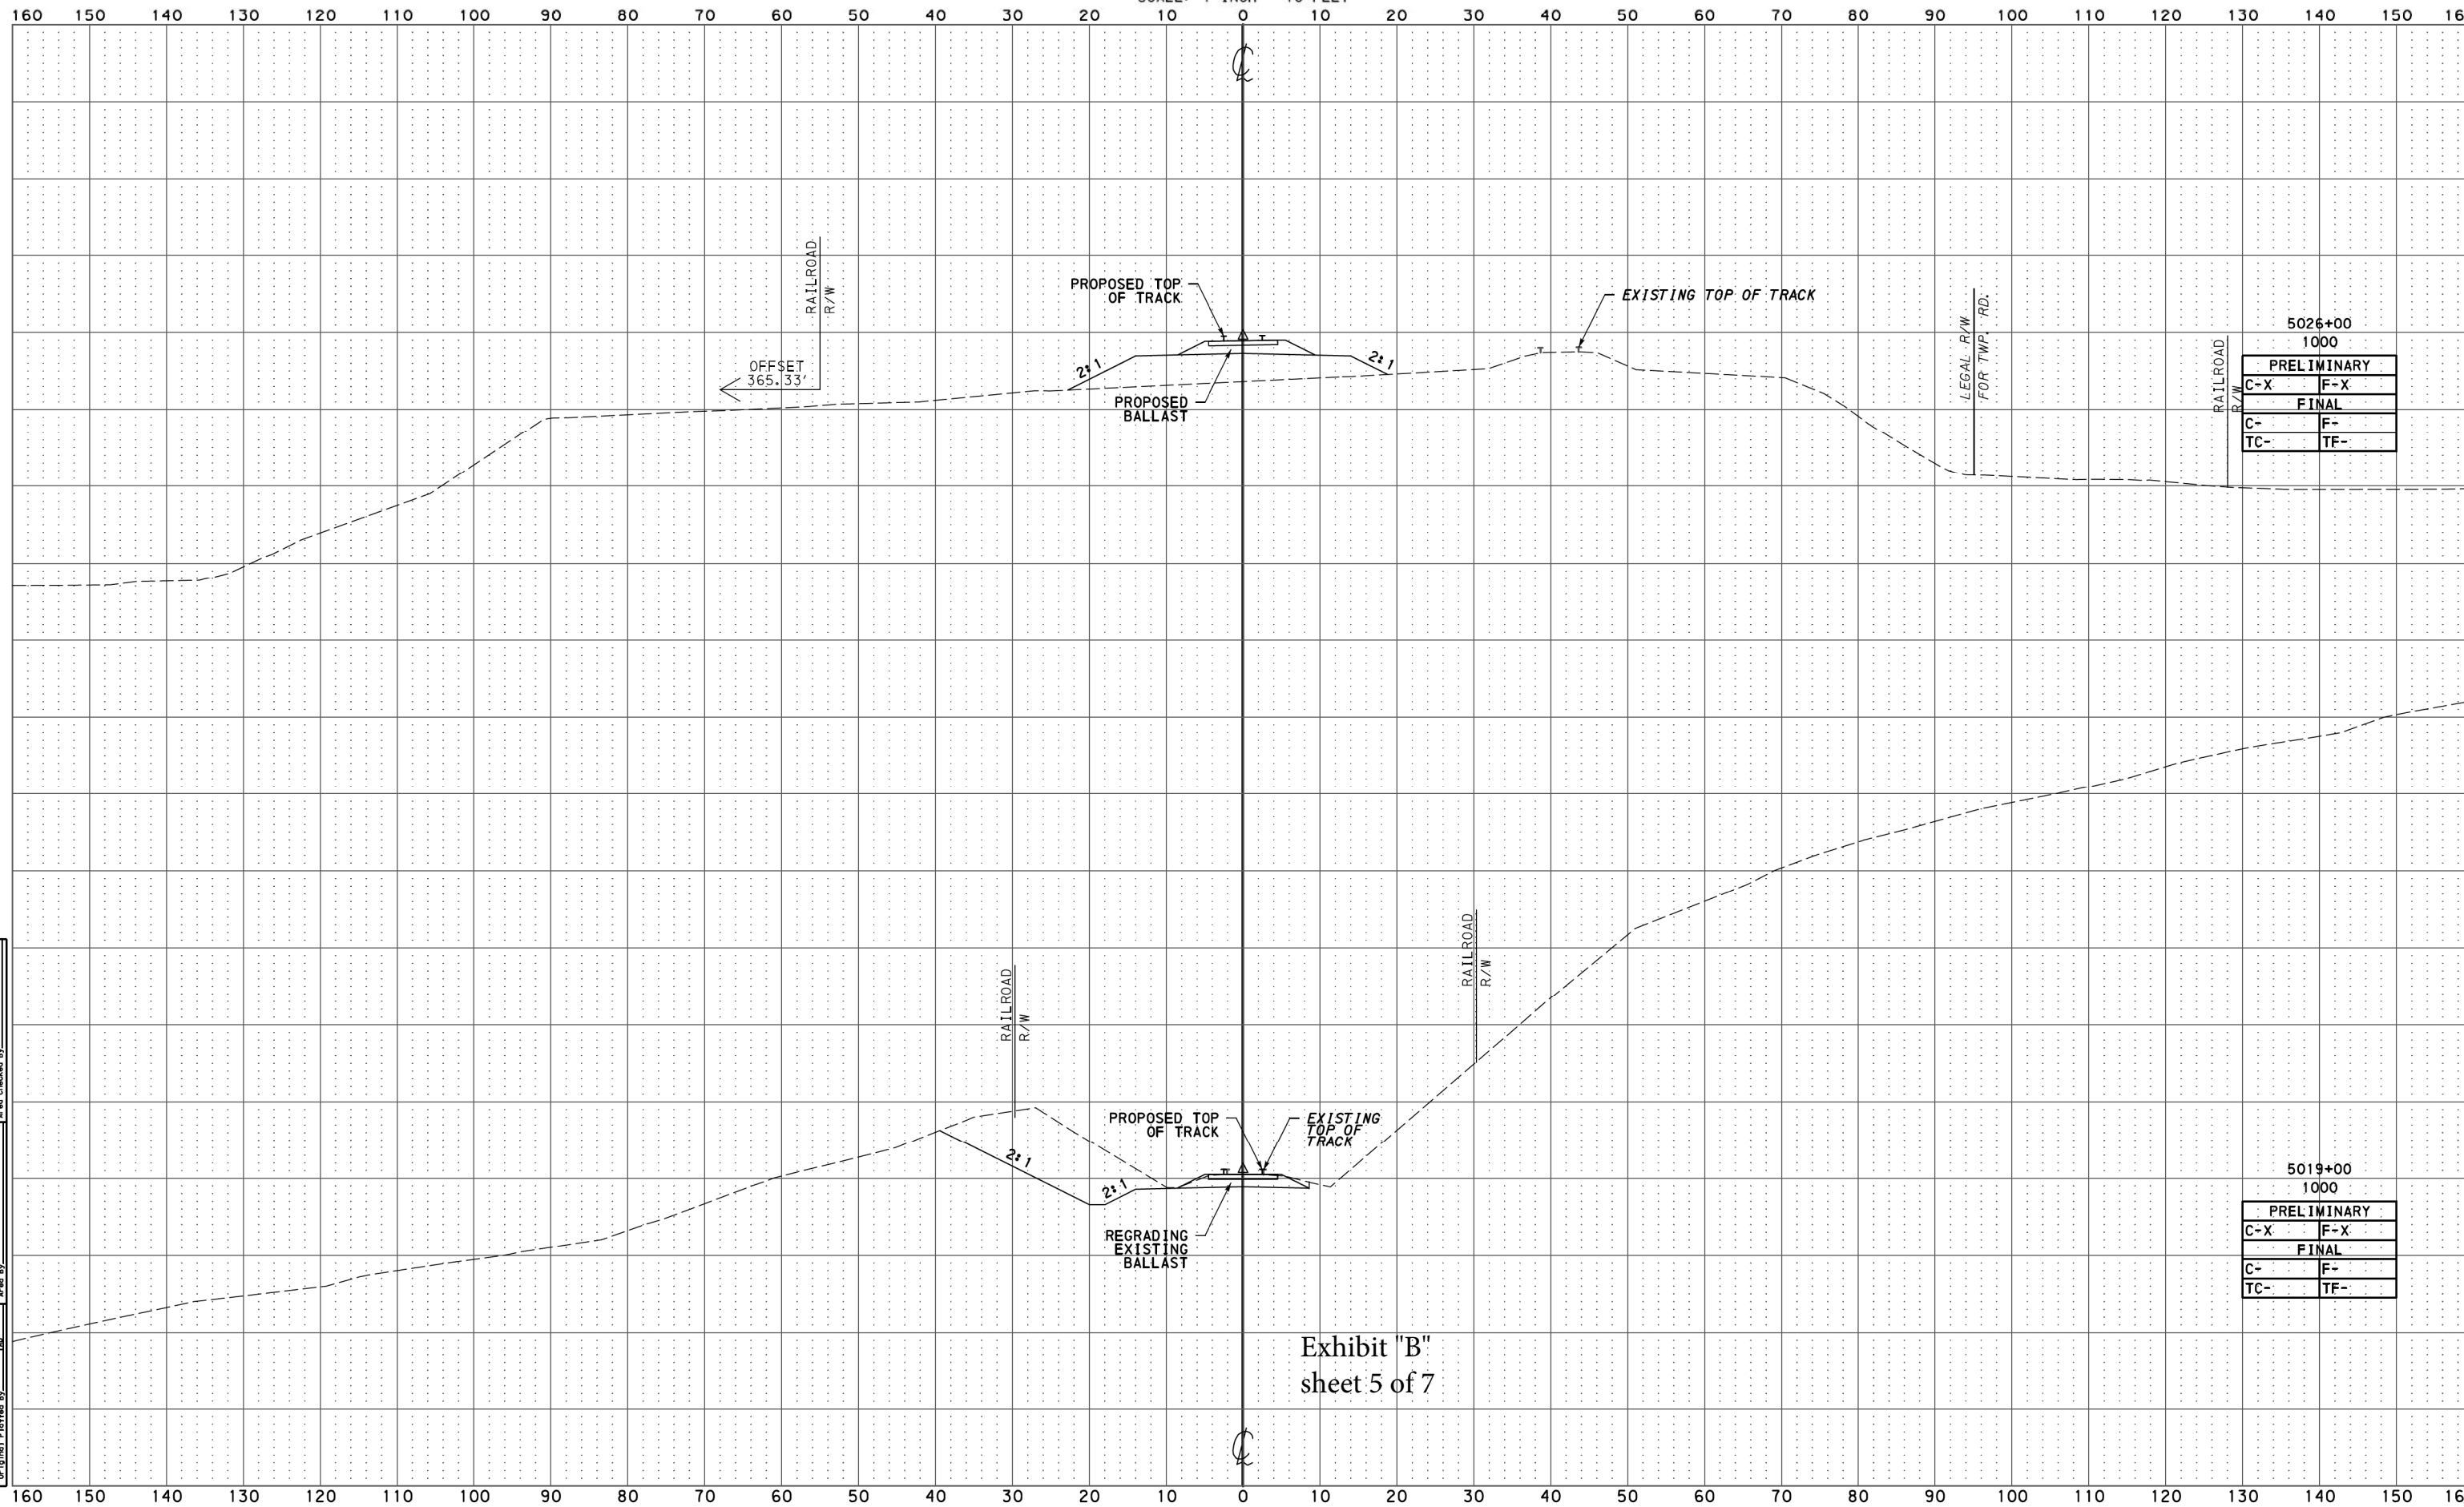 160 150 140 130 120 110 100 90 80 70 60 50 40 30 20 10 0 10 20 30 40 50 60 70 80 90 100 110 120 130 140 150
℄
RAILROAD
R/W
OFFSET
365.33'
PROPOSED TOP
OF TRACK
2:1
2:1
PROPOSED
BALLAST
EXISTING TOP OF TRACK
LEGAL R/W
FOR TWP. RD.
RAILROAD
R/W
5026+00
1000
PRELIMINARY
C-X F-X
FINAL
C- F-
TC- TF-
RAILROAD
R/W
RAILROAD
R/W
PROPOSED TOP
OF TRACK
EXISTING
TOP OF
TRACK
2:1
2:1
REGRADING
EXISTING
BALLAST
5019+00
1000
PRELIMINARY
C-X F-X
FINAL
C- F-
TC- TF-
Exhibit "B"
sheet 5 of 7
℄
160 150 140 130 120 110 100 90 80 70 60 50 40 30 20 10 0 10 20 30 40 50 60 70 80 90 100 110 120 130 140 150